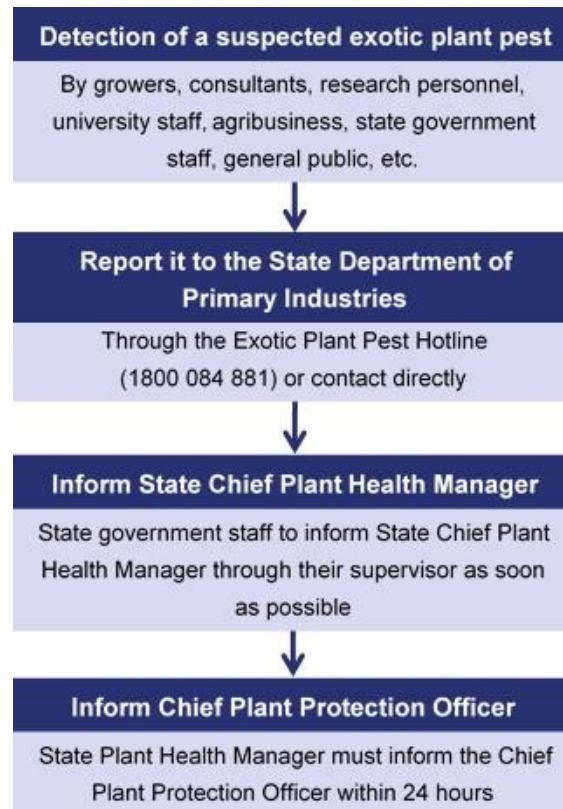 Detection of a suspected exotic plant pest
By growers, consultants, research personnel,
university staff, agribusiness, state government
staff, general public, etc.
Report it to the State Department of
Primary Industries
Through the Exotic Plant Pest Hotline
(1800 084 881) or contact directly
Inform State Chief Plant Health Manager
State government staff to inform State Chief Plant
Health Manager through their supervisor as soon
as possible
Inform Chief Plant Protection Officer
State Plant Health Manager must inform the Chief
Plant Protection Officer within 24 hours